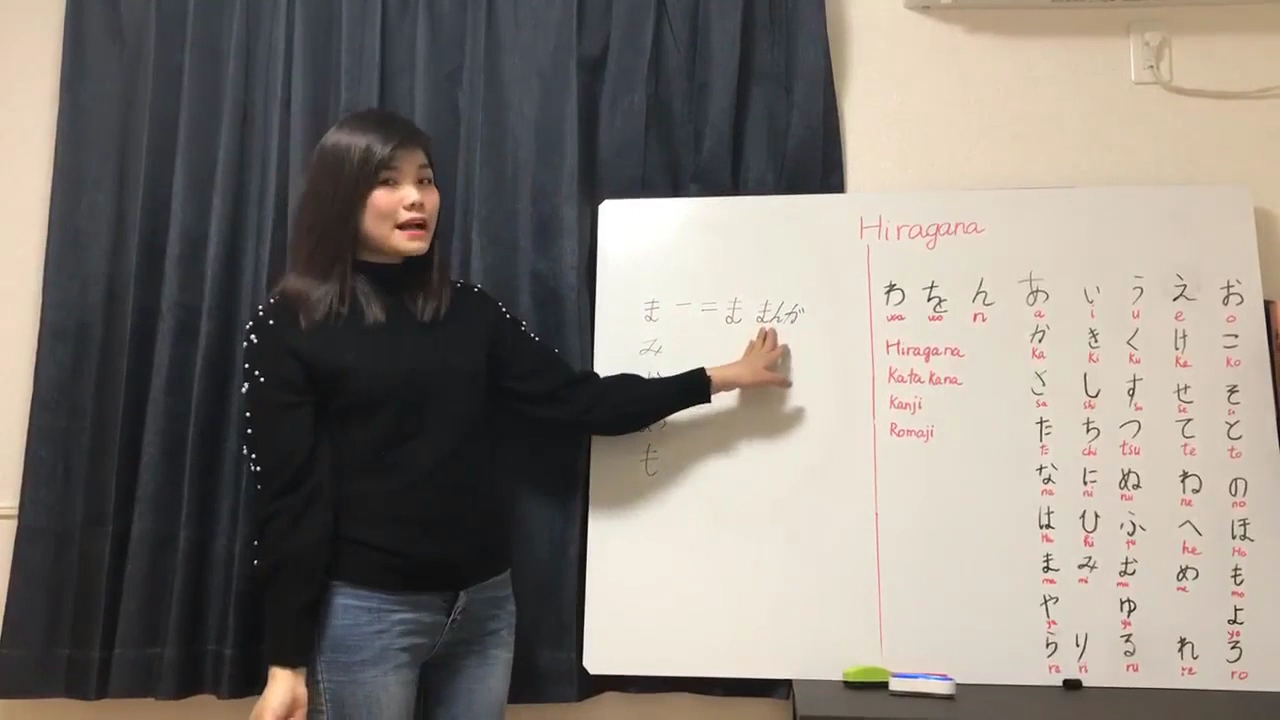 Hiragana
ま ー = ま まんが
み
も
わ を ん
wa wo n
Hiragana
Katakana
Kanji
Romaji
あ い う え お
a i u e o
か き く け こ
Ka Ki Ku Ke Ko
さ し す せ そ
sa shi su se so
た ち つ て と
chi tsu te to
な に ぬ ね の
na ni nu ne no
は ひ ふ へ ほ
Ha hi fu he Ho
ま み む め も
ma mi mu me mo
や ゆ よ
ya yu yo
ら り る れ ろ
ra ri ru re ro